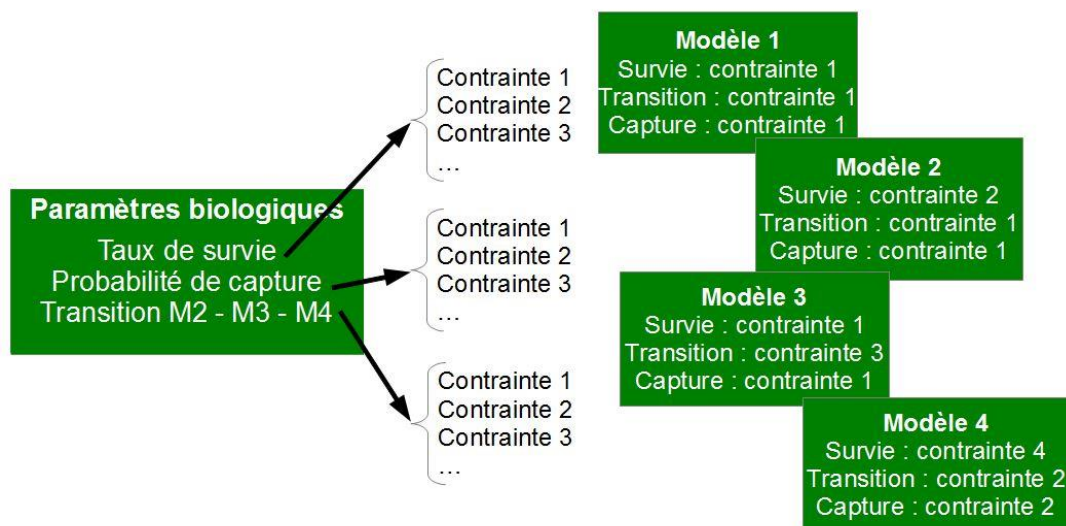 Paramètres biologiques
Taux de survie
Probabilité de capture
Transition M2 - M3 - M4
Contrainte 1
Contrainte 2
Contrainte 3
...
Contrainte 1
Contrainte 2
Contrainte 3
...
Contrainte 1
Contrainte 2
Contrainte 3
...
Modèle 1
Survie : contrainte 1
Transition : contrainte 1
Capture : contrainte 1
Modèle 2
Survie : contrainte 2
Transition : contrainte 1
Capture : contrainte 1
Modèle 3
Survie : contrainte 1
Transition : contrainte 3
Capture : contrainte 1
Modèle 4
Survie : contrainte 4
Transition : contrainte 2
Capture : contrainte 2